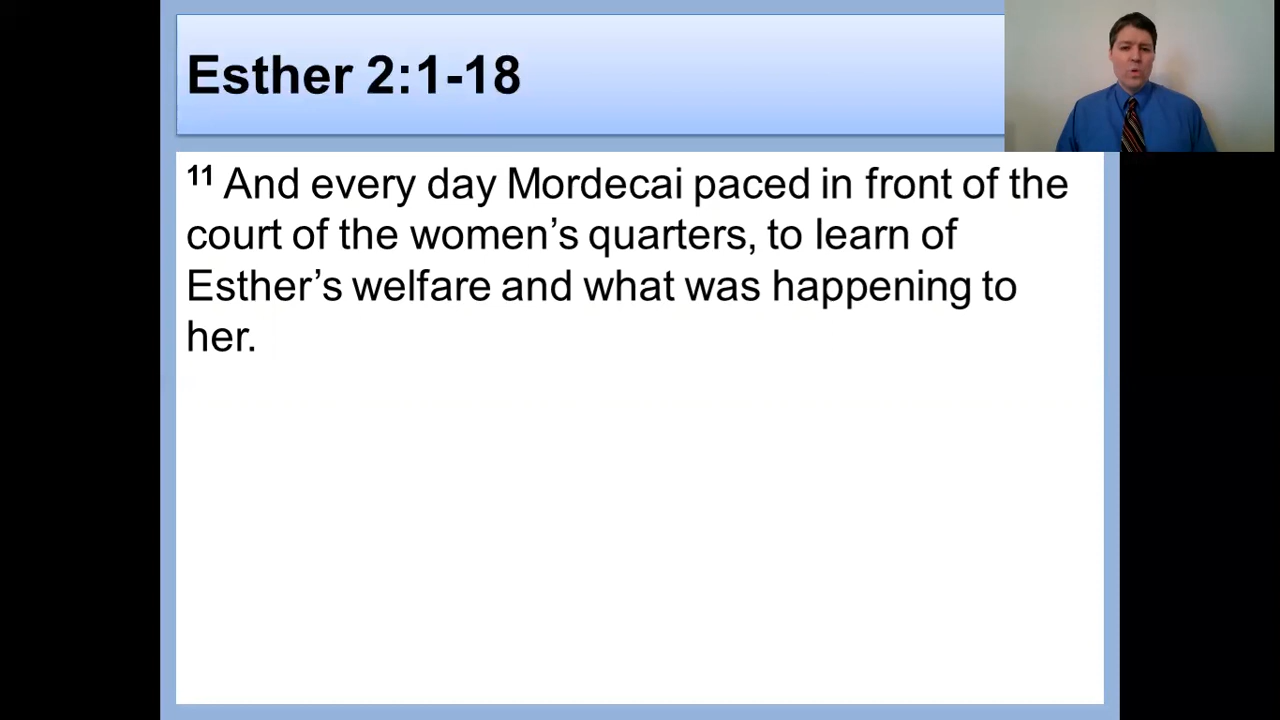 Esther 2:1-18
11 And every day Mordecai paced in front of the
court of the women’s quarters, to learn of
Esther’s welfare and what was happening to
her.